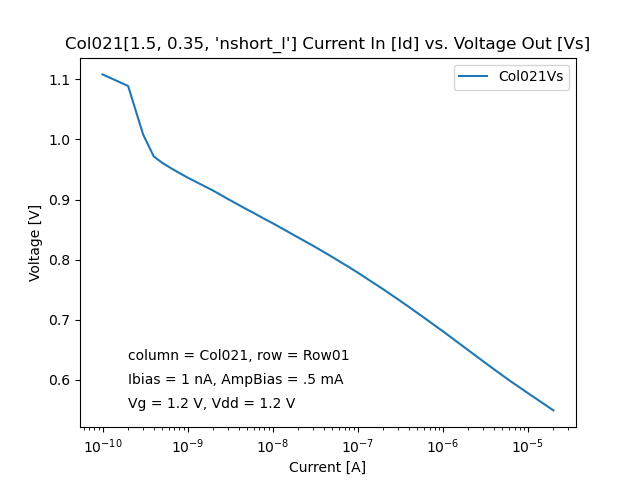 Col021[1.5, 0.35, 'nshort_l'] Current In [Id] vs. Voltage Out [Vs]
Col021Vs
1.1
1.0
0.9
0.8
0.7
0.6
Voltage [V]
column = Col021, row = Row01
Ibias = 1 nA, AmpBias = .5 mA
Vg = 1.2 V, Vdd = 1.2 V
10⁻¹⁰ 10⁻⁹ 10⁻⁸ 10⁻⁷ 10⁻⁶ 10⁻⁵
Current [A]